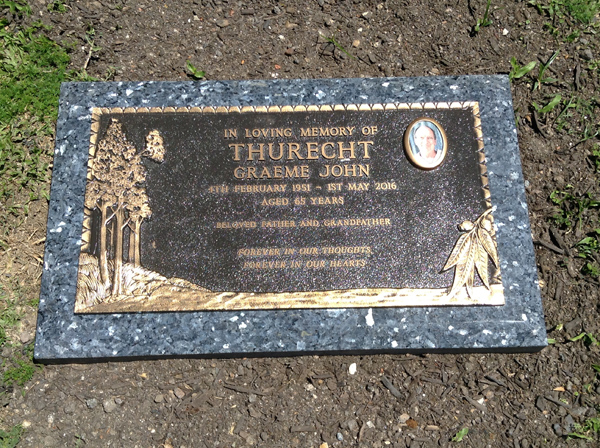 IN LOVING MEMORY OF
THURECHT
GRAEME JOHN
4TH FEBRUARY 1951 ~ 1ST MAY 2016
AGED 65 YEARS
BELOVED FATHER AND GRANDFATHER
FOREVER IN OUR THOUGHTS,
FOREVER IN OUR HEARTS